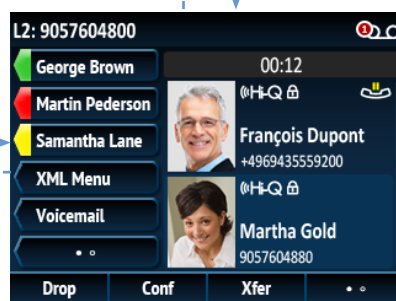 L2: 9057604800
1
George Brown
00:12
Martin Pederson
Hi-Q
Samantha Lane
François Dupont
+4969435559200
XML Menu
Hi-Q
Voicemail
Martha Gold
9057604880
Drop Conf Xfer